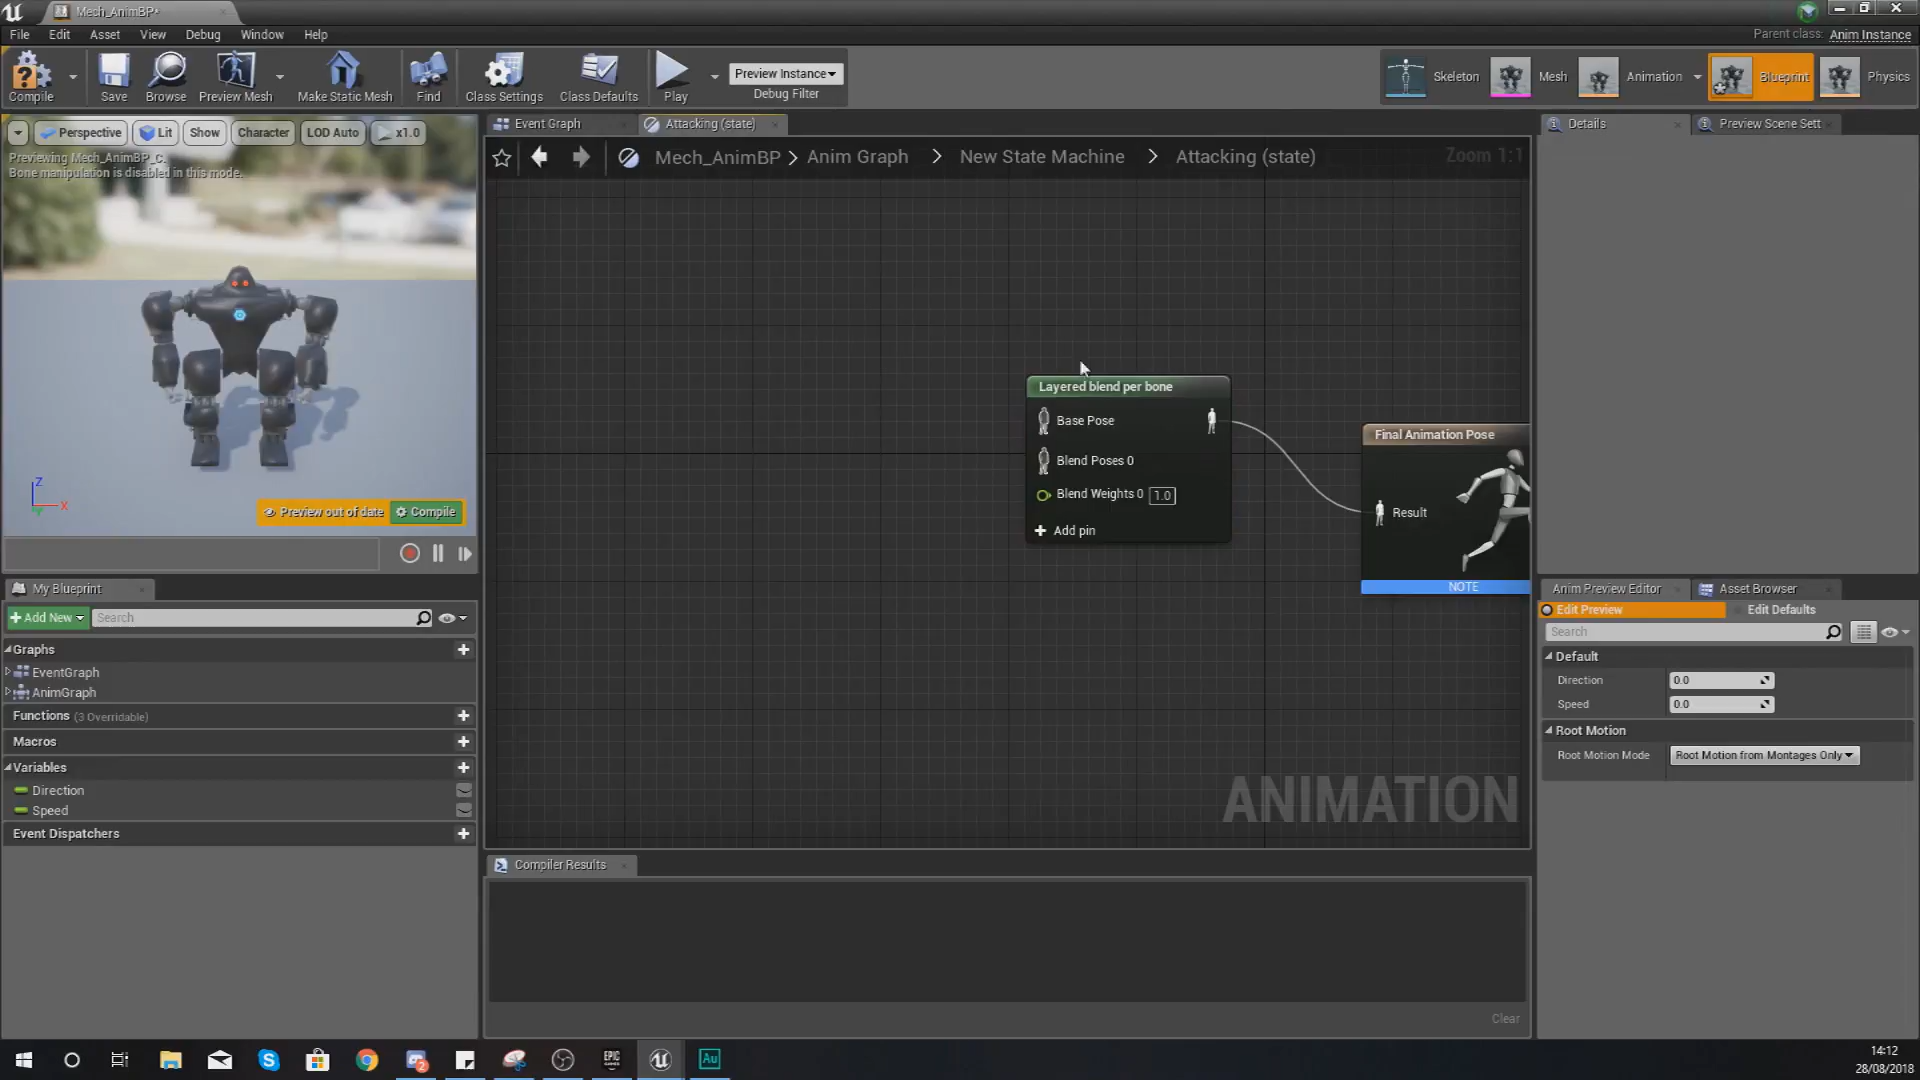 Mech_AnimBP*
File Edit Asset View Debug Window Help
Parent class: Anim Instance
Compile Save Browse Preview Mesh Make Static Mesh Find Class Settings Class Defaults Play
Preview Instance
Debug Filter
Skeleton Mesh Animation Blueprint Physics
Perspective Lit Show Character LOD Auto x1.0
Previewing Mech_AnimBP_C.
Bone manipulation is disabled in this mode.
Z
X
Y
Preview out of date Compile
Event Graph Attacking (state)
Mech_AnimBP > Anim Graph > New State Machine > Attacking (state)
Zoom 1:1
Layered blend per bone
Base Pose
Blend Poses 0
Blend Weights 0 1.0
Add pin
Final Animation Pose
Result
NOTE
ANIMATION
Compiler Results
Clear
My Blueprint
Add New Search
Graphs
EventGraph
AnimGraph
Functions (3 Overridable)
Macros
Variables
Direction
Speed
Event Dispatchers
Details Preview Scene Sett
Anim Preview Editor Asset Browser
Edit Preview Edit Defaults
Search
Default
Direction 0.0
Speed 0.0
Root Motion
Root Motion Mode Root Motion from Montages Only
2
EPIC
GAMES
Au
14:12
28/08/2018